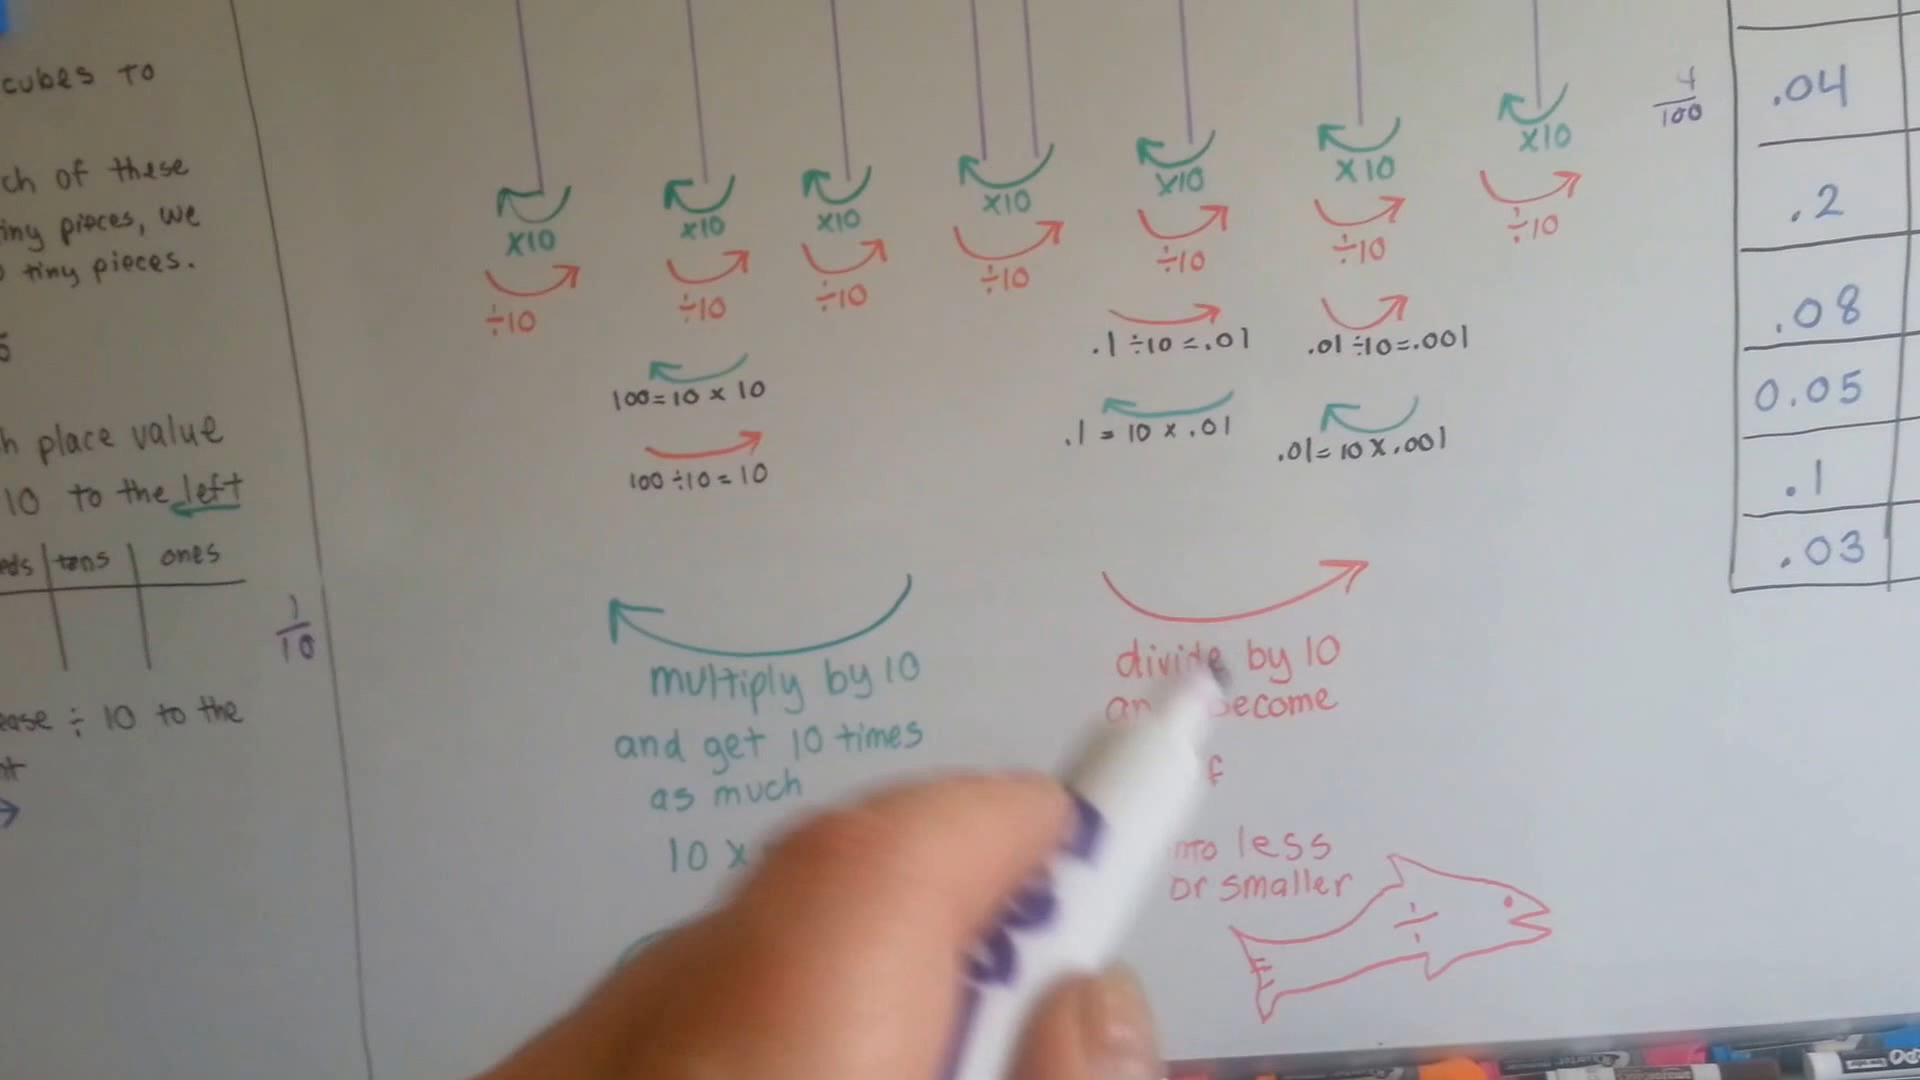 cubes to
ch of these
tiny pieces, we
tiny pieces.
place value
10 to the left
tens ones
1/10
÷ 10 to the
x10 x10 x10 x10 x10 x10 x10
÷10 ÷10 ÷10 ÷10 ÷10 ÷10 ÷10
100=10 x 10
100÷10=10
.1 ÷10 = .01
.1 = 10 x .01
.01 ÷10=.001
.01= 10 x .001
multiply by 10
and get 10 times
as much
10 x
divide by 10
become
less
or smaller
÷
4/100
.04
.2
.08
0.05
.1
.03